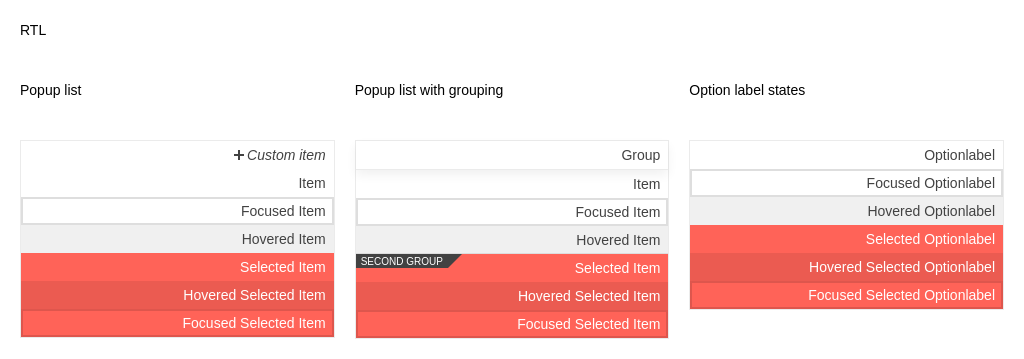 RTL
Popup list
Custom item
Item
Focused Item
Hovered Item
Selected Item
Hovered Selected Item
Focused Selected Item
Popup list with grouping
Group
Item
Focused Item
Hovered Item
SECOND GROUP
Selected Item
Hovered Selected Item
Focused Selected Item
Option label states
Optionlabel
Focused Optionlabel
Hovered Optionlabel
Selected Optionlabel
Hovered Selected Optionlabel
Focused Selected Optionlabel